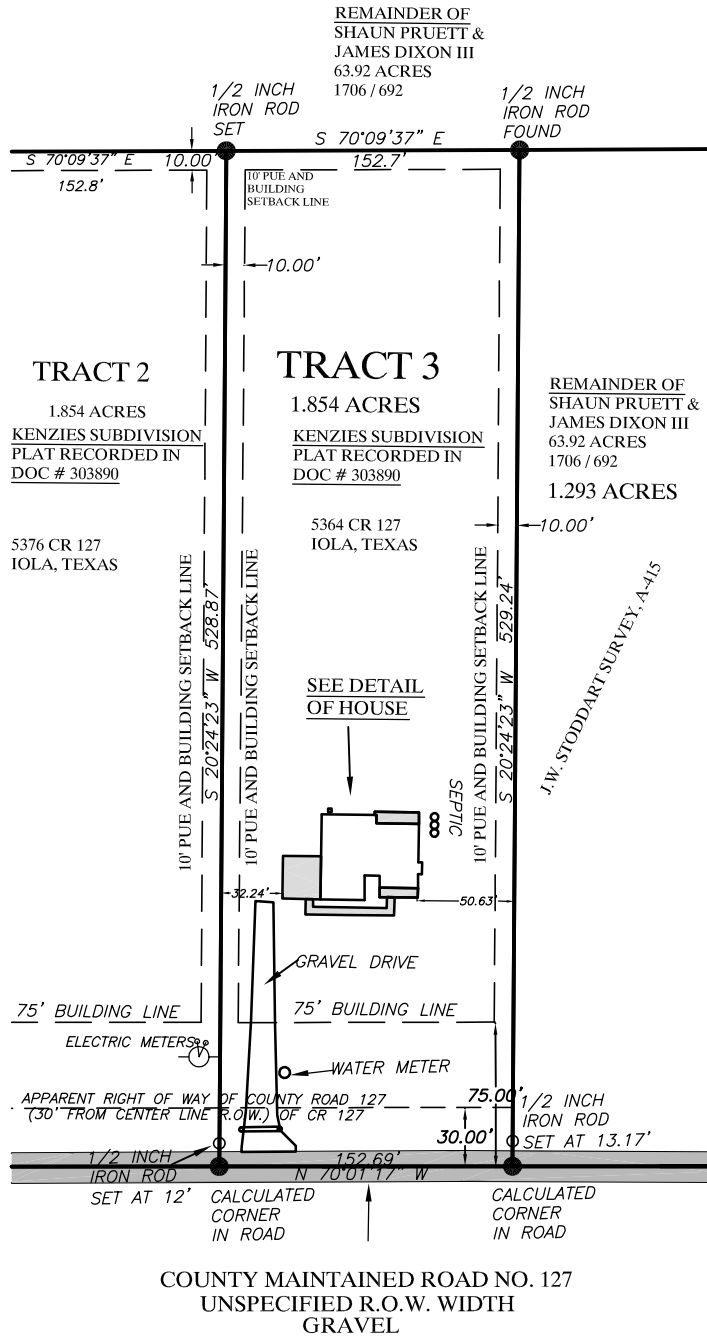 REMAINDER OF
SHAUN PRUETT &
JAMES DIXON III
63.92 ACRES
1706 / 692
1/2 INCH
IRON ROD
SET
1/2 INCH
IRON ROD
FOUND
S 70°09'37" E
152.8'
10.00'
S 70°09'37" E
152.7'
10' PUE AND
BUILDING
SETBACK LINE
10.00'
TRACT 2
1.854 ACRES
KENZIES SUBDIVISION
PLAT RECORDED IN
DOC # 303890
5376 CR 127
IOLA, TEXAS
TRACT 3
1.854 ACRES
KENZIES SUBDIVISION
PLAT RECORDED IN
DOC # 303890
5364 CR 127
IOLA, TEXAS
REMAINDER OF
SHAUN PRUETT &
JAMES DIXON III
63.92 ACRES
1706 / 692
1.293 ACRES
10.00'
J.W. STODDART SURVEY, A-415
10' PUE AND BUILDING SETBACK LINE
S 20°24'23" W 528.87'
10' PUE AND BUILDING SETBACK LINE
10' PUE AND BUILDING SETBACK LINE
S 20°24'23" W 529.24'
SEE DETAIL
OF HOUSE
SEPTIC
32.24'
50.63'
GRAVEL DRIVE
75' BUILDING LINE
75' BUILDING LINE
ELECTRIC METERS
WATER METER
APPARENT RIGHT OF WAY OF COUNTY ROAD 127
(30' FROM CENTER LINE R.O.W.) OF CR 127
75.00'
30.00'
1/2 INCH
IRON ROD
SET AT 13.17'
1/2 INCH
IRON ROD
SET AT 12'
152.69'
N 70°01'17" W
CALCULATED
CORNER
IN ROAD
CALCULATED
CORNER
IN ROAD
COUNTY MAINTAINED ROAD NO. 127
UNSPECIFIED R.O.W. WIDTH
GRAVEL